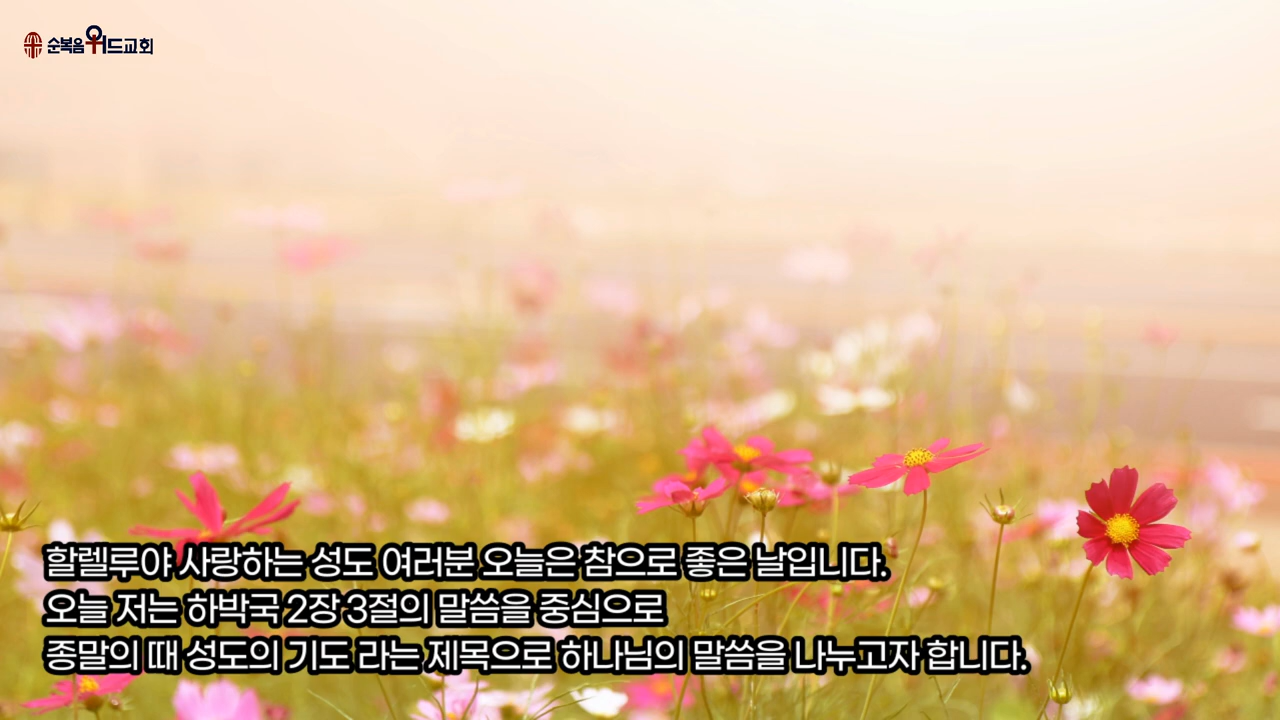 순복음위드교회
할렐루야 사랑하는 성도 여러분 오늘은 참으로 좋은 날입니다.
오늘 저는 하박국 2장 3절의 말씀을 중심으로
종말의 때 성도의 기도 라는 제목으로 하나님의 말씀을 나누고자 합니다.